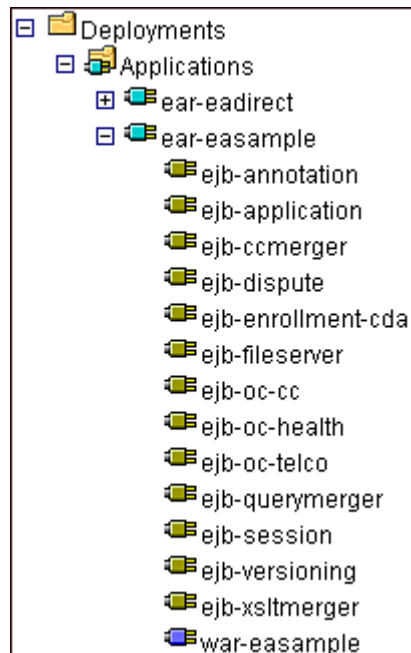 Deployments
Applications
ear-eadirect
ear-easample
ejb-annotation
ejb-application
ejb-ccmerger
ejb-dispute
ejb-enrollment-cda
ejb-fileserver
ejb-oc-cc
ejb-oc-health
ejb-oc-telco
ejb-querymerger
ejb-session
ejb-versioning
ejb-xsltmerger
war-easample